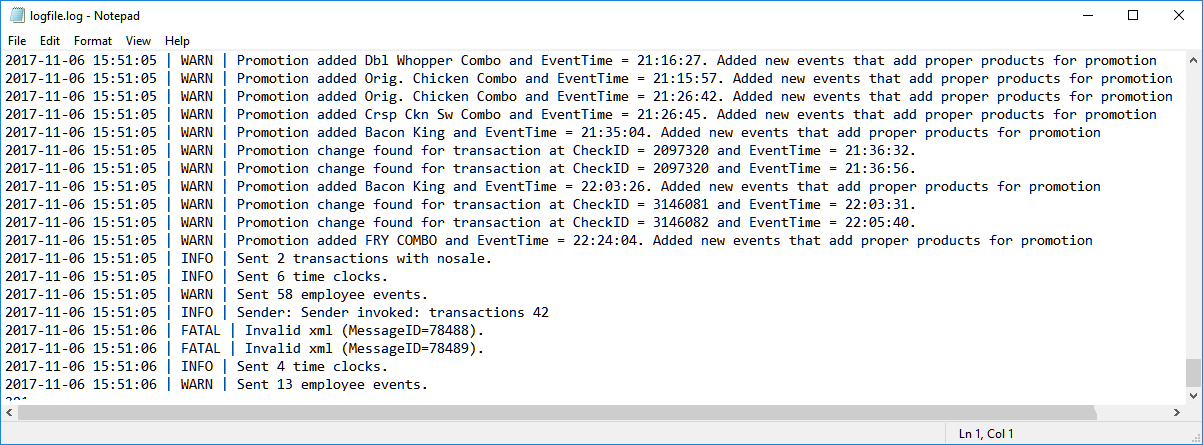 logfile.log - Notepad
File Edit Format View Help
2017-11-06 15:51:05 | WARN | Promotion added Dbl Whopper Combo and EventTime = 21:16:27. Added new events that add proper products for promotion
2017-11-06 15:51:05 | WARN | Promotion added Orig. Chicken Combo and EventTime = 21:15:57. Added new events that add proper products for promotion
2017-11-06 15:51:05 | WARN | Promotion added Orig. Chicken Combo and EventTime = 21:26:42. Added new events that add proper products for promotion
2017-11-06 15:51:05 | WARN | Promotion added Crsp Ckn Sw Combo and EventTime = 21:26:45. Added new events that add proper products for promotion
2017-11-06 15:51:05 | WARN | Promotion added Bacon King and EventTime = 21:35:04. Added new events that add proper products for promotion
2017-11-06 15:51:05 | WARN | Promotion change found for transaction at CheckID = 2097320 and EventTime = 21:36:32.
2017-11-06 15:51:05 | WARN | Promotion change found for transaction at CheckID = 2097320 and EventTime = 21:36:56.
2017-11-06 15:51:05 | WARN | Promotion added Bacon King and EventTime = 22:03:26. Added new events that add proper products for promotion
2017-11-06 15:51:05 | WARN | Promotion change found for transaction at CheckID = 3146081 and EventTime = 22:03:31.
2017-11-06 15:51:05 | WARN | Promotion change found for transaction at CheckID = 3146082 and EventTime = 22:05:40.
2017-11-06 15:51:05 | WARN | Promotion added FRY COMBO and EventTime = 22:24:04. Added new events that add proper products for promotion
2017-11-06 15:51:05 | INFO | Sent 2 transactions with nosale.
2017-11-06 15:51:05 | INFO | Sent 6 time clocks.
2017-11-06 15:51:05 | WARN | Sent 58 employee events.
2017-11-06 15:51:05 | INFO | Sender: Sender invoked: transactions 42
2017-11-06 15:51:06 | FATAL | Invalid xml (MessageID=78488).
2017-11-06 15:51:06 | FATAL | Invalid xml (MessageID=78489).
2017-11-06 15:51:06 | INFO | Sent 4 time clocks.
2017-11-06 15:51:06 | WARN | Sent 13 employee events.
Ln 1, Col 1